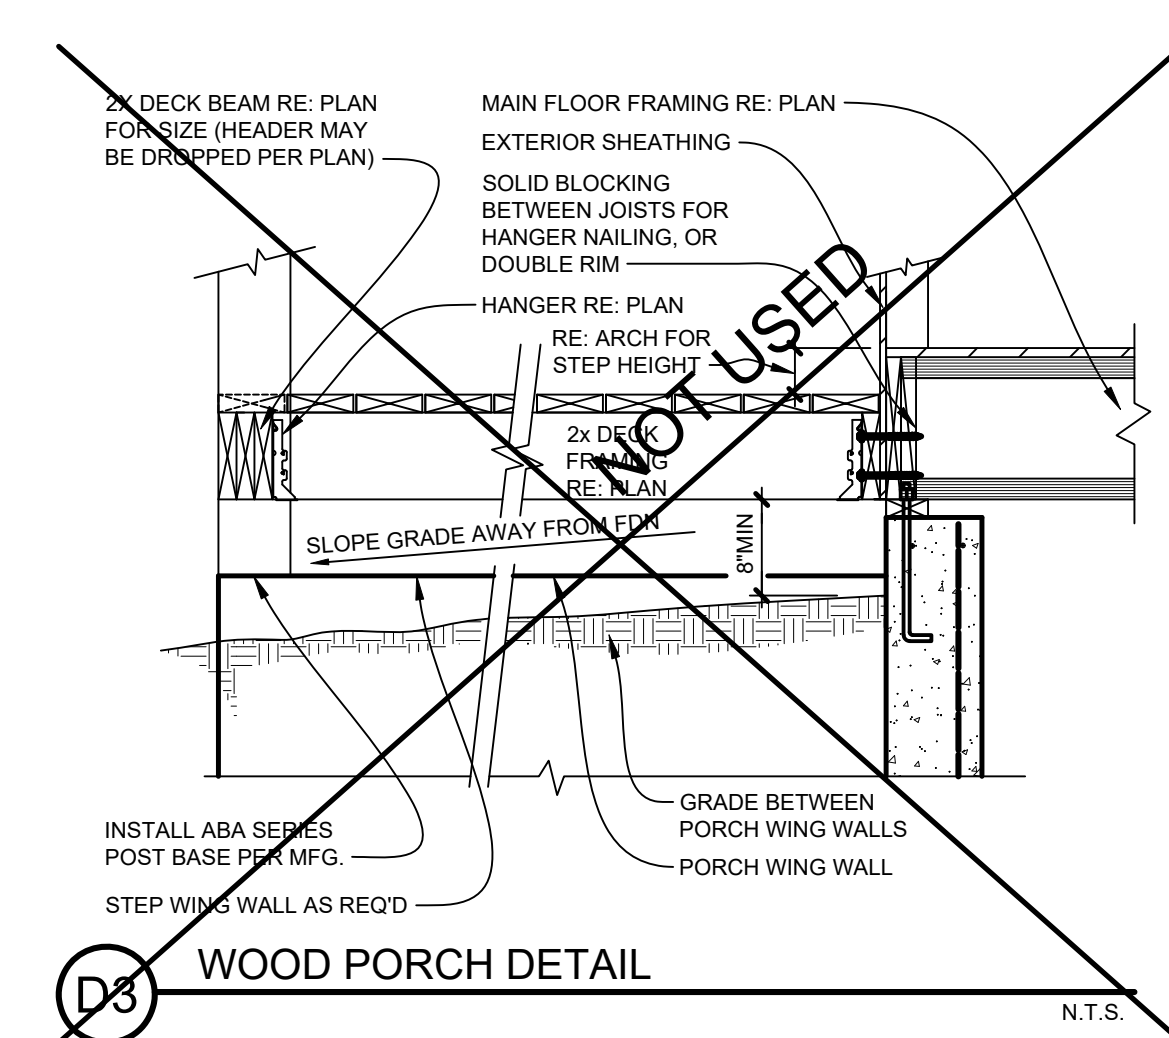 2X DECK BEAM RE: PLAN
FOR SIZE (HEADER MAY
BE DROPPED PER PLAN)
MAIN FLOOR FRAMING RE: PLAN
EXTERIOR SHEATHING
SOLID BLOCKING
BETWEEN JOISTS FOR
HANGER NAILING, OR
DOUBLE RIM
HANGER RE: PLAN
RE: ARCH FOR
STEP HEIGHT
NOT USED
2x DECK
FRAMING
RE: PLAN
SLOPE GRADE AWAY FROM FDN
8"MIN
GRADE BETWEEN
PORCH WING WALLS
PORCH WING WALL
INSTALL ABA SERIES
POST BASE PER MFG.
STEP WING WALL AS REQ'D
D3
WOOD PORCH DETAIL
N.T.S.